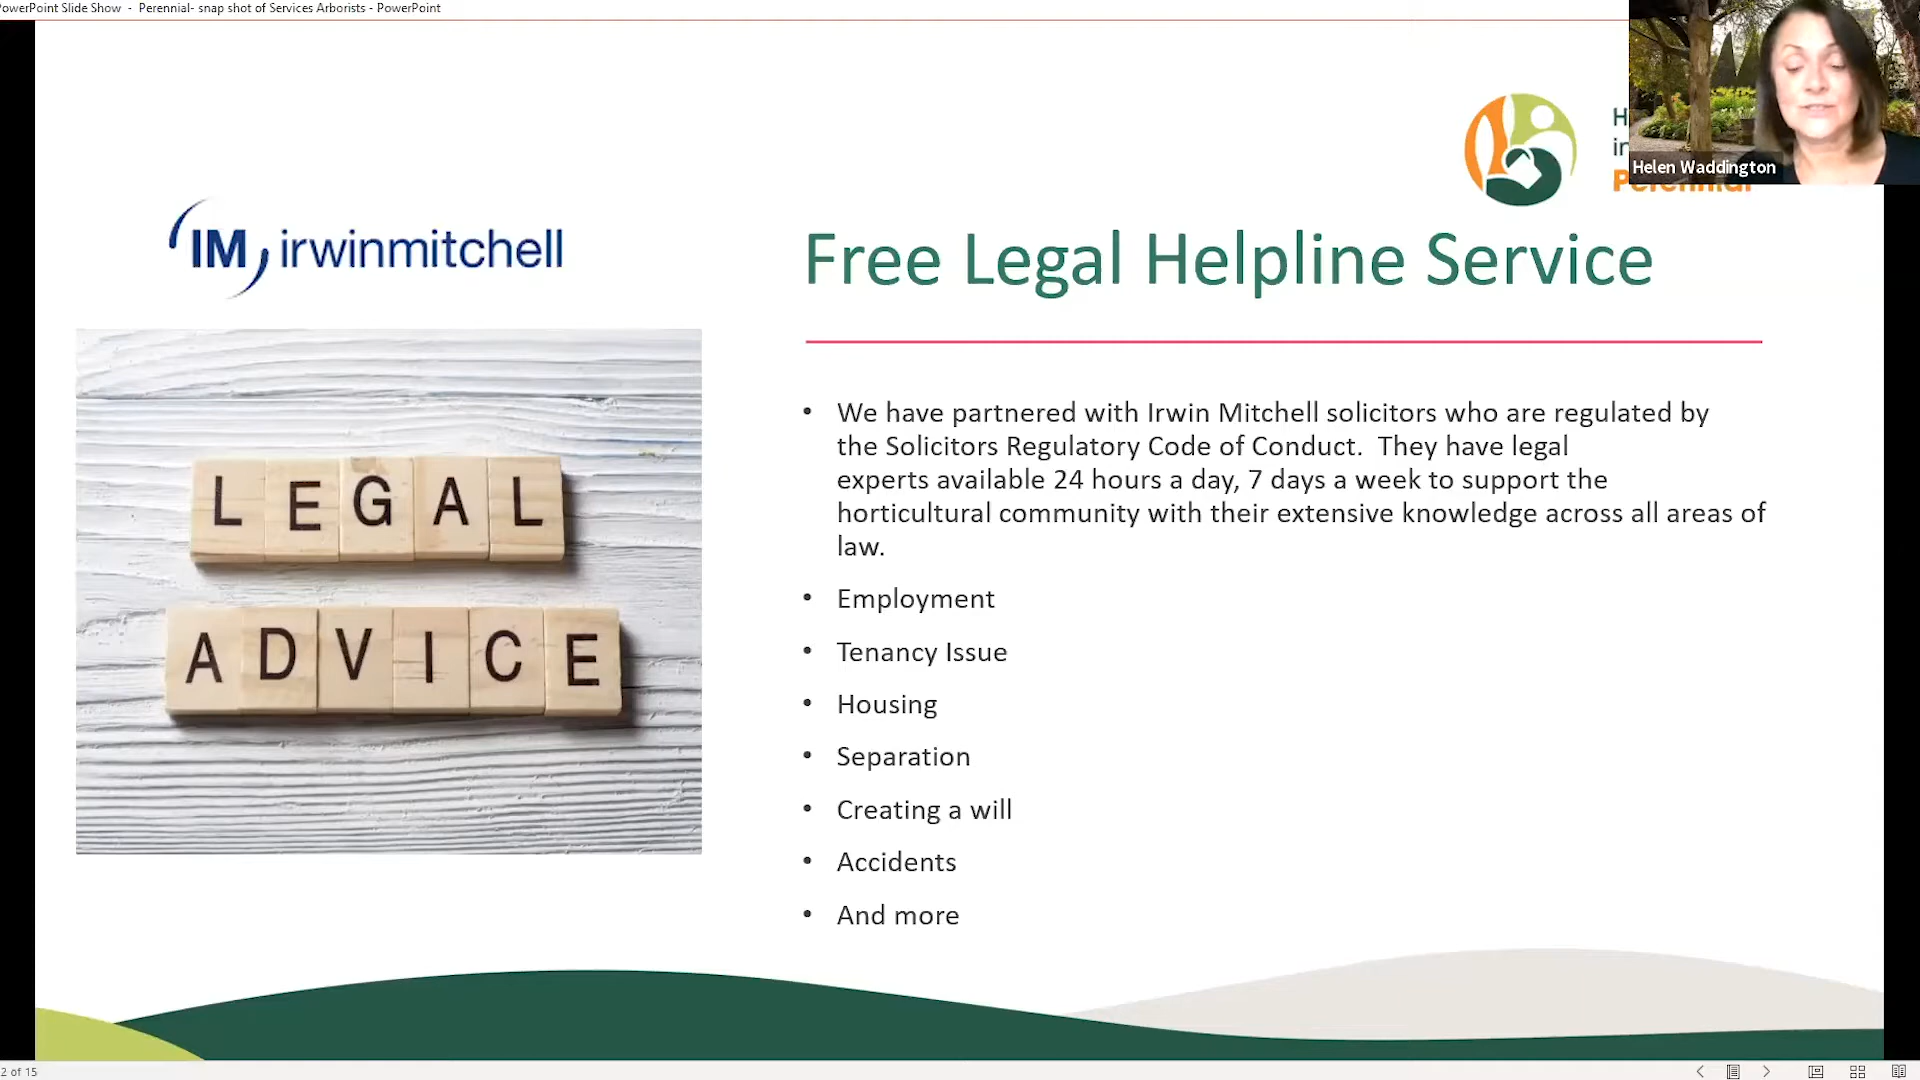 PowerPoint Slide Show - Perennial- snap shot of Services Arborists - PowerPoint
Helen Waddington
IM irwinmitchell
Free Legal Helpline Service
LEGAL
ADVICE
• We have partnered with Irwin Mitchell solicitors who are regulated by
the Solicitors Regulatory Code of Conduct. They have legal
experts available 24 hours a day, 7 days a week to support the
horticultural community with their extensive knowledge across all areas of
law.
• Employment
• Tenancy Issue
• Housing
• Separation
• Creating a will
• Accidents
• And more
2 of 15